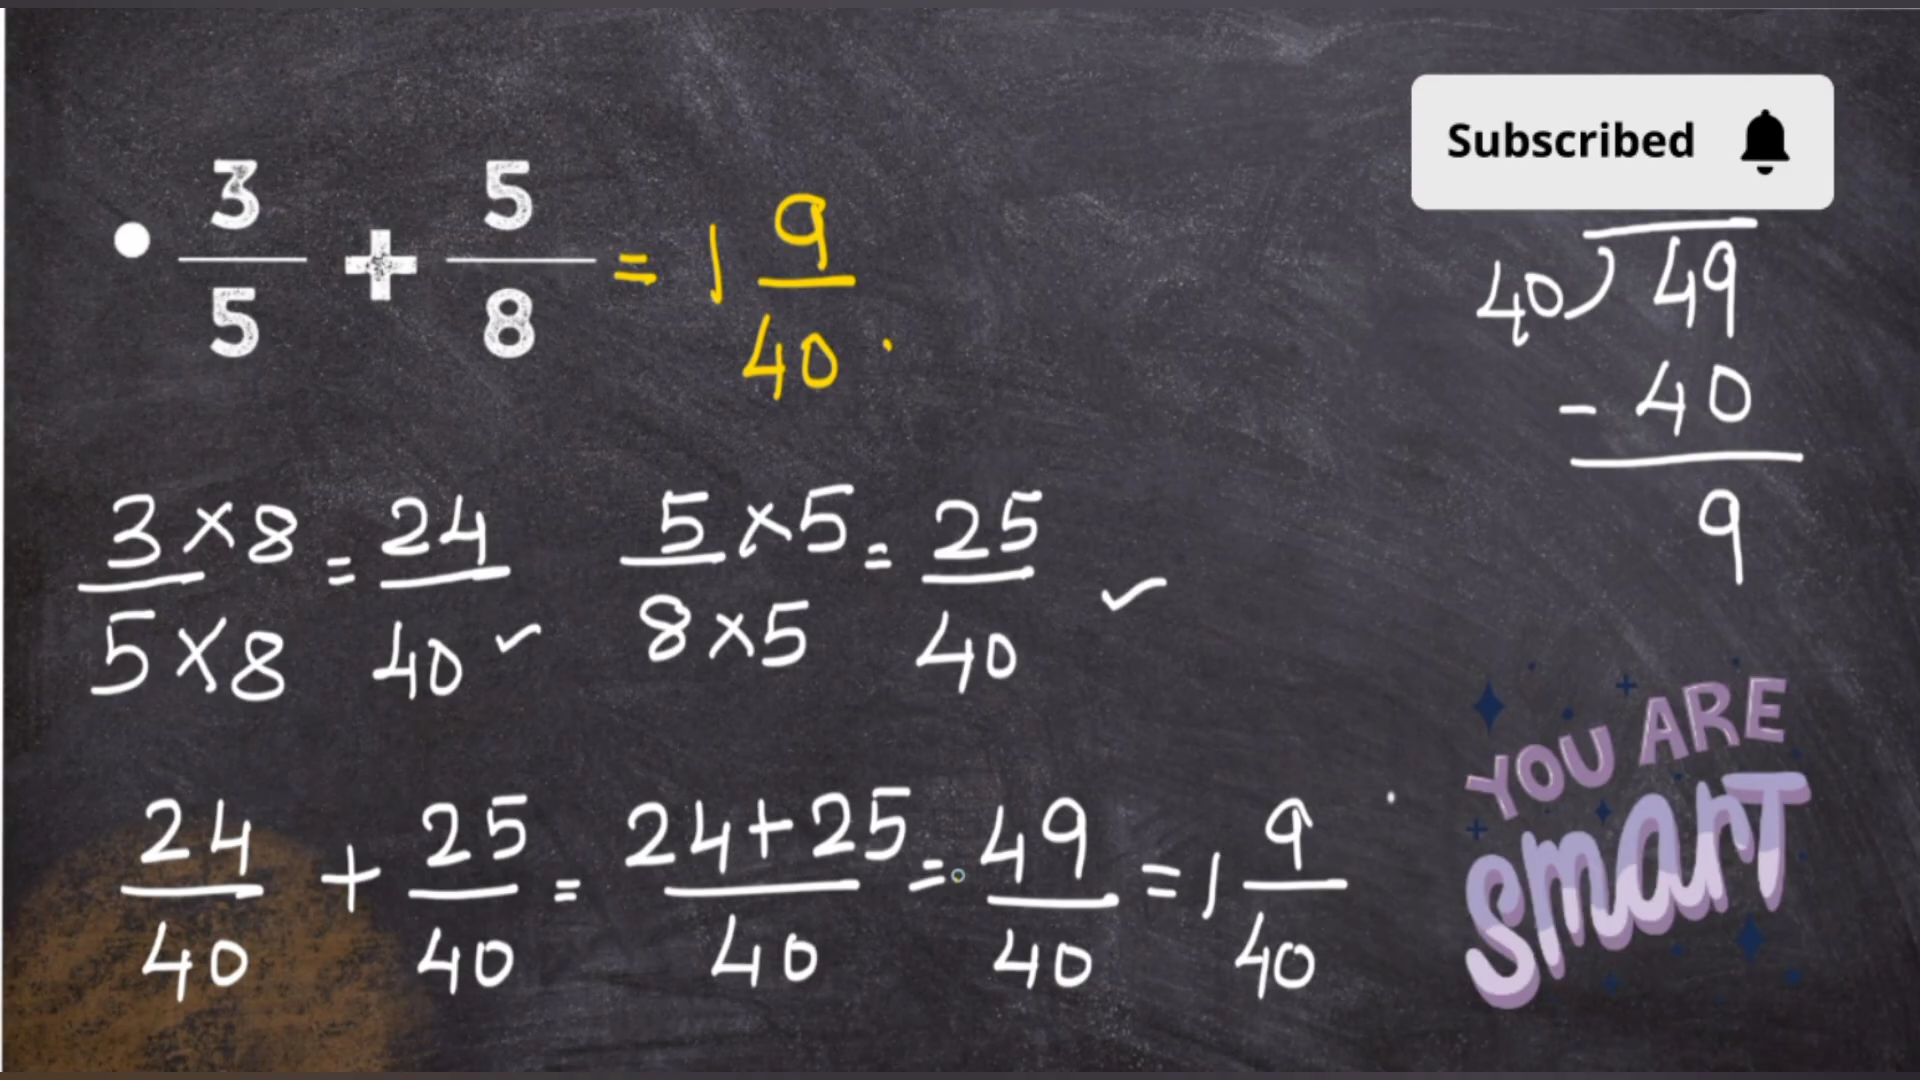 • 3/5 + 5/8 = 1 9/40 .
Subscribed
40) 49
- 40
9
3×8/5×8 = 24/40 ✓ 5×5/8×5 = 25/40 ✓
24/40 + 25/40 = 24+25/40 = 49/40 = 1 9/40
YOU ARE
smarT